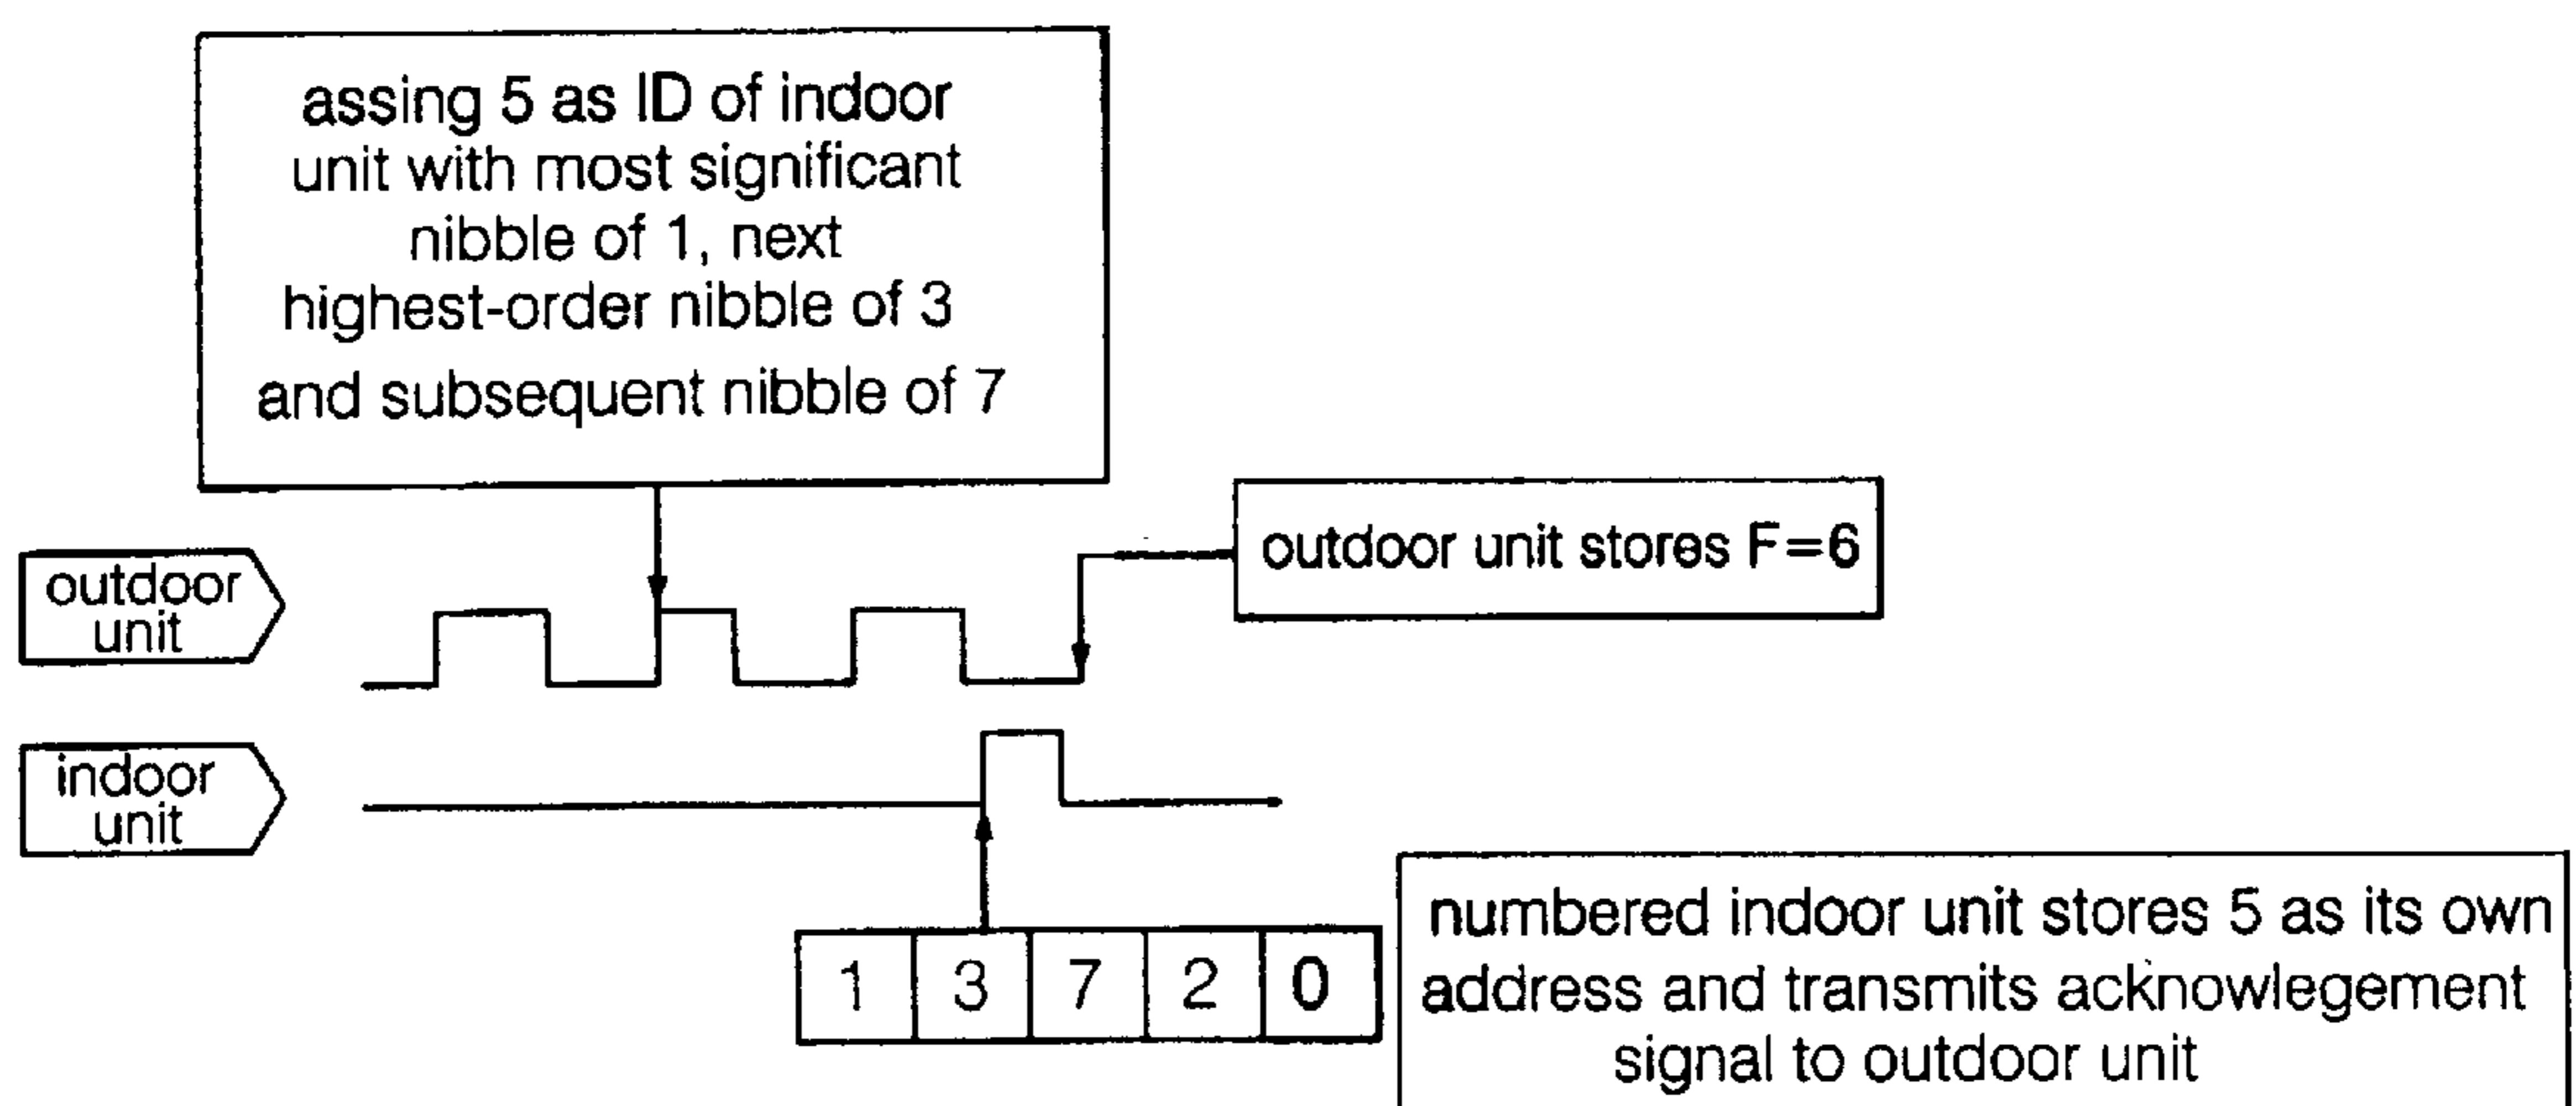 assing 5 as ID of indoor
unit with most significant
nibble of 1, next
highest-order nibble of 3
and subsequent nibble of 7
outdoor unit stores F=6
outdoor
unit
indoor
unit
1 3 7 2 0
numbered indoor unit stores 5 as its own
address and transmits acknowlegement
signal to outdoor unit